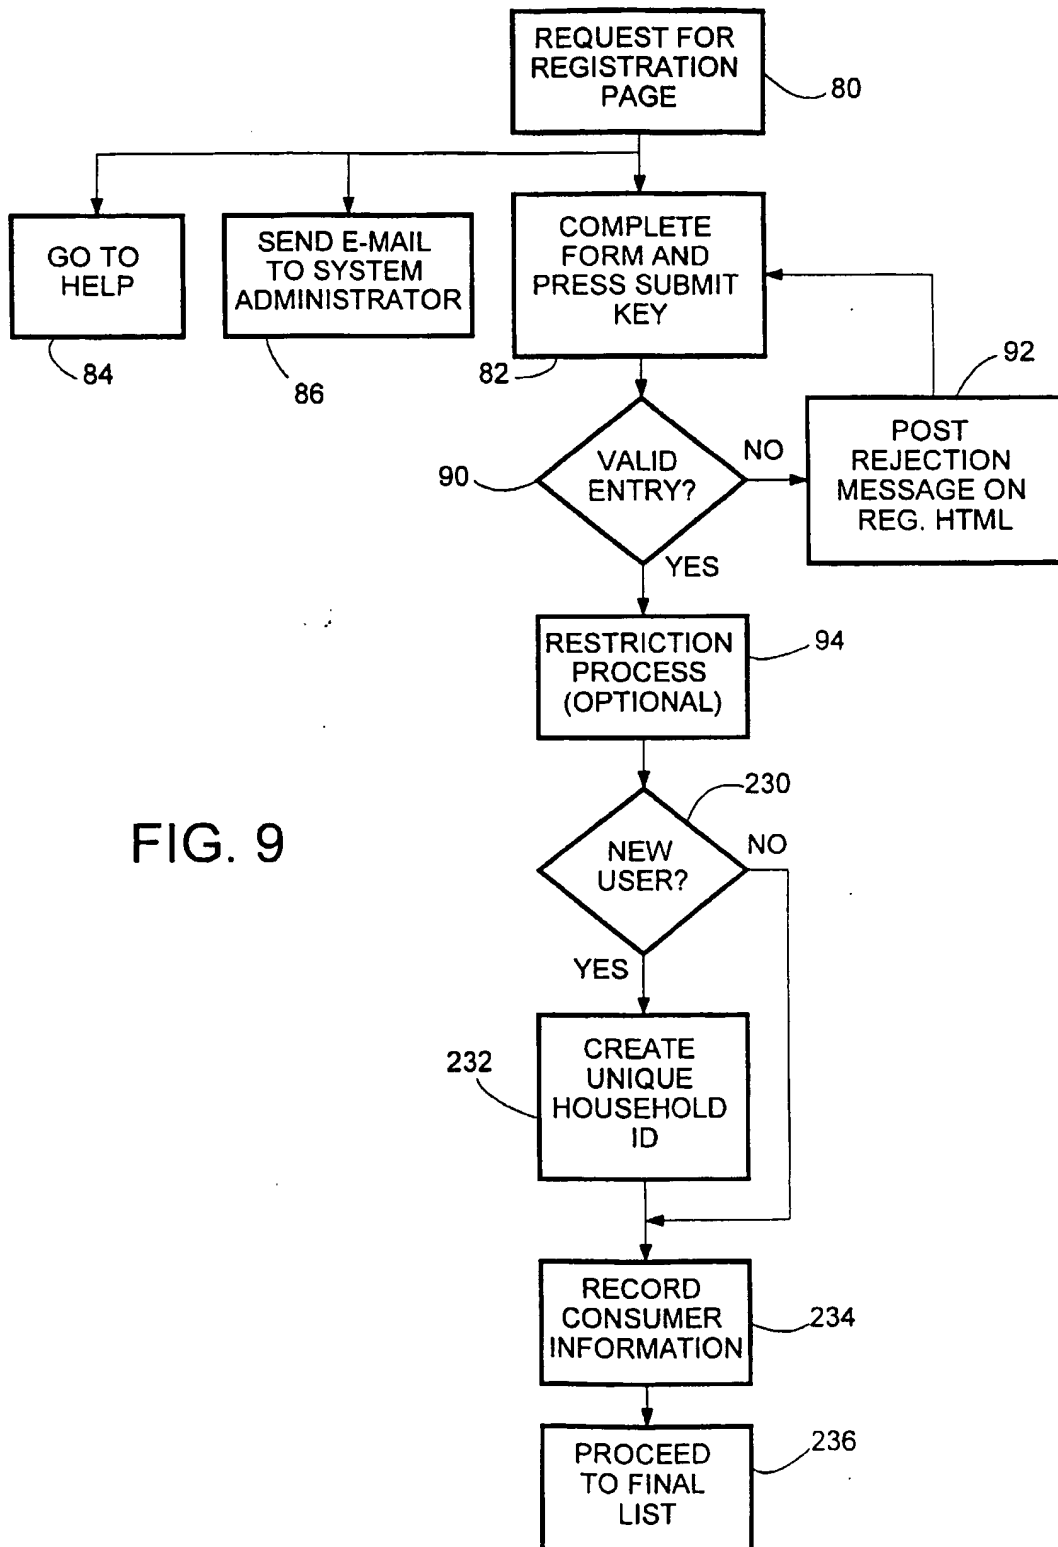 REQUEST FOR
REGISTRATION
PAGE
80
GO TO
HELP
84
SEND E-MAIL
TO SYSTEM
ADMINISTRATOR
86
COMPLETE
FORM AND
PRESS SUBMIT
KEY
82
92
POST
REJECTION
MESSAGE ON
REG. HTML
90
VALID
ENTRY?
NO
YES
RESTRICTION
PROCESS
(OPTIONAL)
94
230
NEW
USER?
NO
YES
FIG. 9
232
CREATE
UNIQUE
HOUSEHOLD
ID
RECORD
CONSUMER
INFORMATION
234
PROCEED
TO FINAL
LIST
236